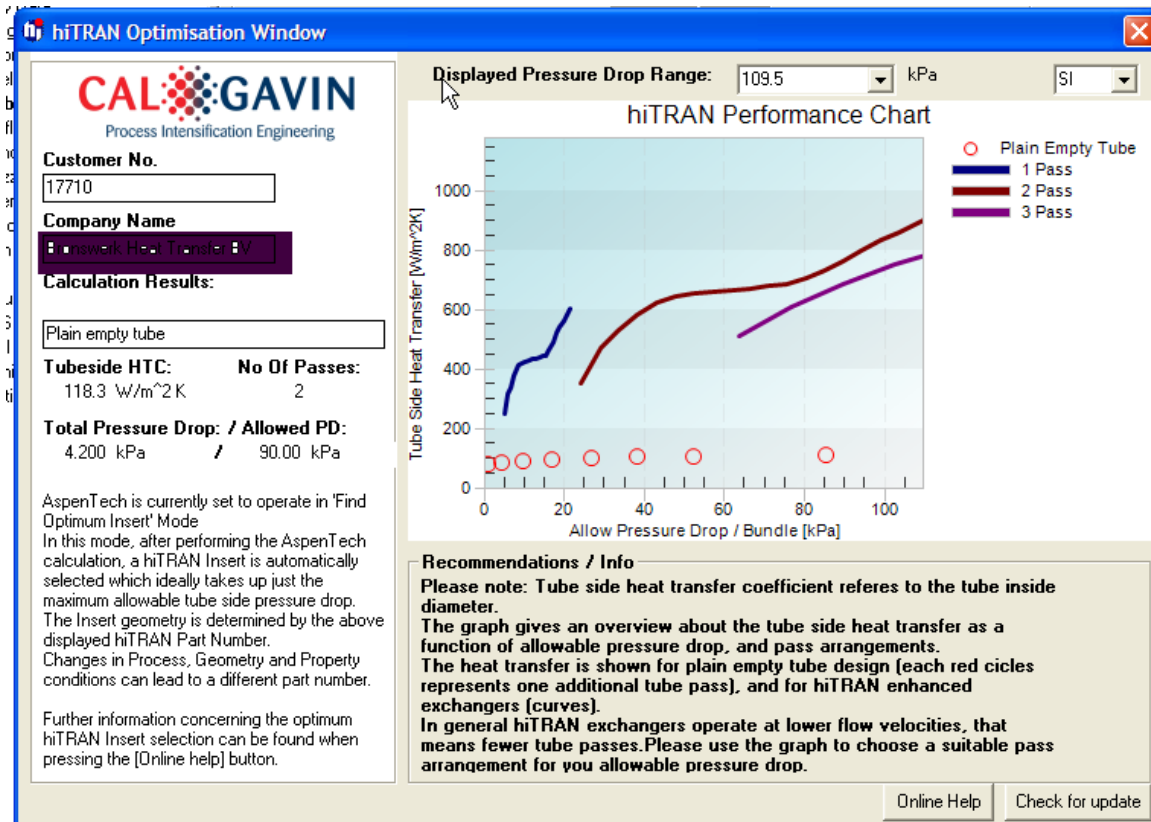 hiTRAN Optimisation Window
CALGAVIN
Process Intensification Engineering
Customer No.
17710
Company Name
Heat Transfer
Calculation Results:
Plain empty tube
Tubeside HTC: No Of Passes:
118.3 W/m^2 K 2
Total Pressure Drop: / Allowed PD:
4.200 kPa / 90.00 kPa
AspenTech is currently set to operate in 'Find
Optimum Insert' Mode
In this mode, after performing the AspenTech
calculation, a hiTRAN Insert is automatically
selected which ideally takes up just the
maximum allowable tube side pressure drop.
The Insert geometry is determined by the above
displayed hiTRAN Part Number.
Changes in Process, Geometry and Property
conditions can lead to a different part number.
Further information concerning the optimum
hiTRAN Insert selection can be found when
pressing the [Online help] button.
Displayed Pressure Drop Range: 109.5 kPa SI
hiTRAN Performance Chart
Plain Empty Tube
1 Pass
2 Pass
3 Pass
Tube Side Heat Transfer [W/m^2K]
1000
800
600
400
200
0
0 20 40 60 80 100
Allow Pressure Drop / Bundle [kPa]
Recommendations / Info
Please note: Tube side heat transfer coefficient referes to the tube inside
diameter.
The graph gives an overview about the tube side heat transfer as a
function of allowable pressure drop, and pass arrangements.
The heat transfer is shown for plain empty tube design (each red cicles
represents one additional tube pass), and for hiTRAN enhanced
exchangers (curves).
In general hiTRAN exchangers operate at lower flow velocities, that
means fewer tube passes.Please use the graph to choose a suitable pass
arrangement for you allowable pressure drop.
Online Help Check for update